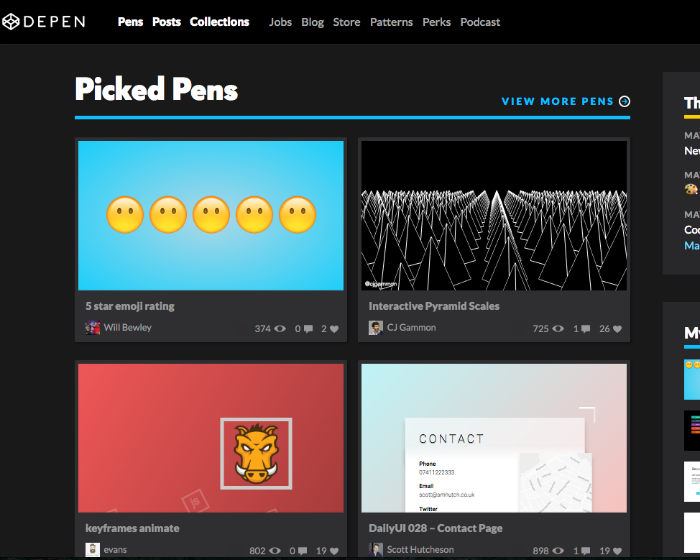 DEPEN
Pens Posts Collections Jobs Blog Store Patterns Perks Podcast
Picked Pens
VIEW MORE PENS
5 star emoji rating
Will Bewley
374 0 2
@cjgammon
Interactive Pyramid Scales
CJ Gammon
725 1 26
keyframes animate
evans
802 0 19
CONTACT
Phone
07411222333
Email
scott@smhutch.co.uk
Twitter
DailyUI 028 – Contact Page
Scott Hutcheson
898 1 19
Th
MA
New
MA
MA
Coo
Ma
My